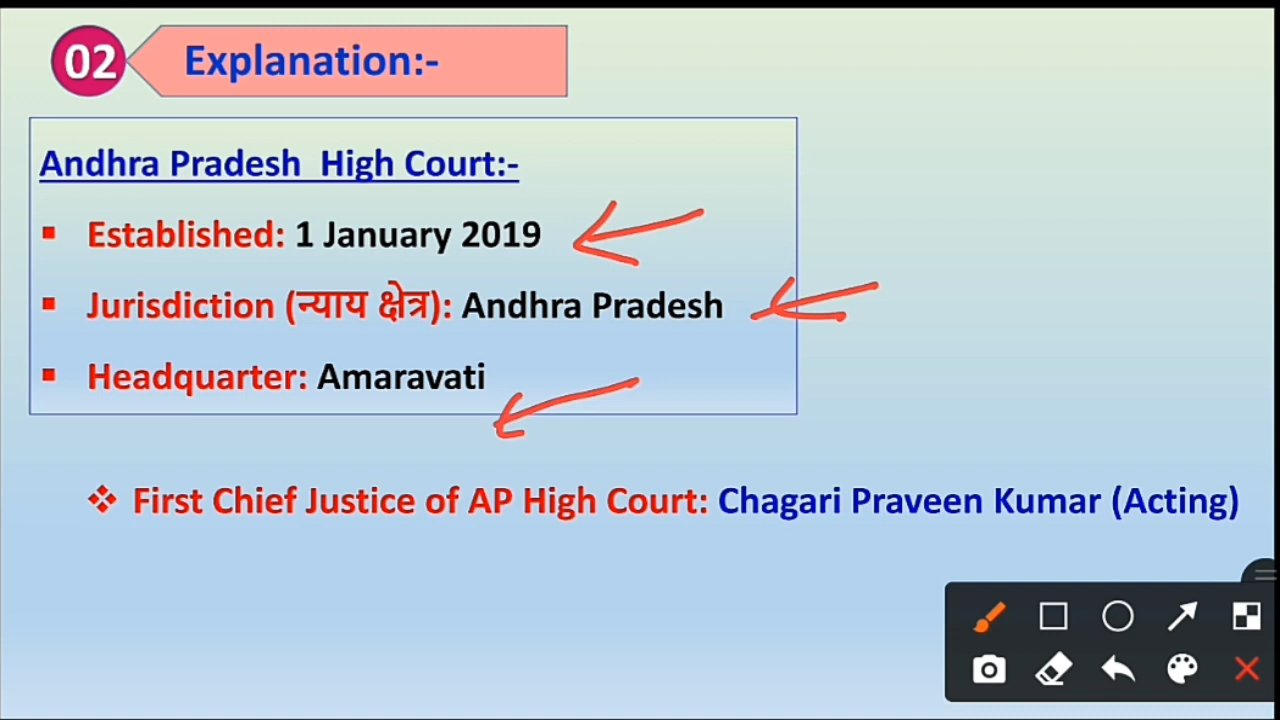 02 Explanation:-
Andhra Pradesh High Court:-
▪ Established: 1 January 2019
▪ Jurisdiction (न्याय क्षेत्र): Andhra Pradesh
▪ Headquarter: Amaravati
❖ First Chief Justice of AP High Court: Chagari Praveen Kumar (Acting)